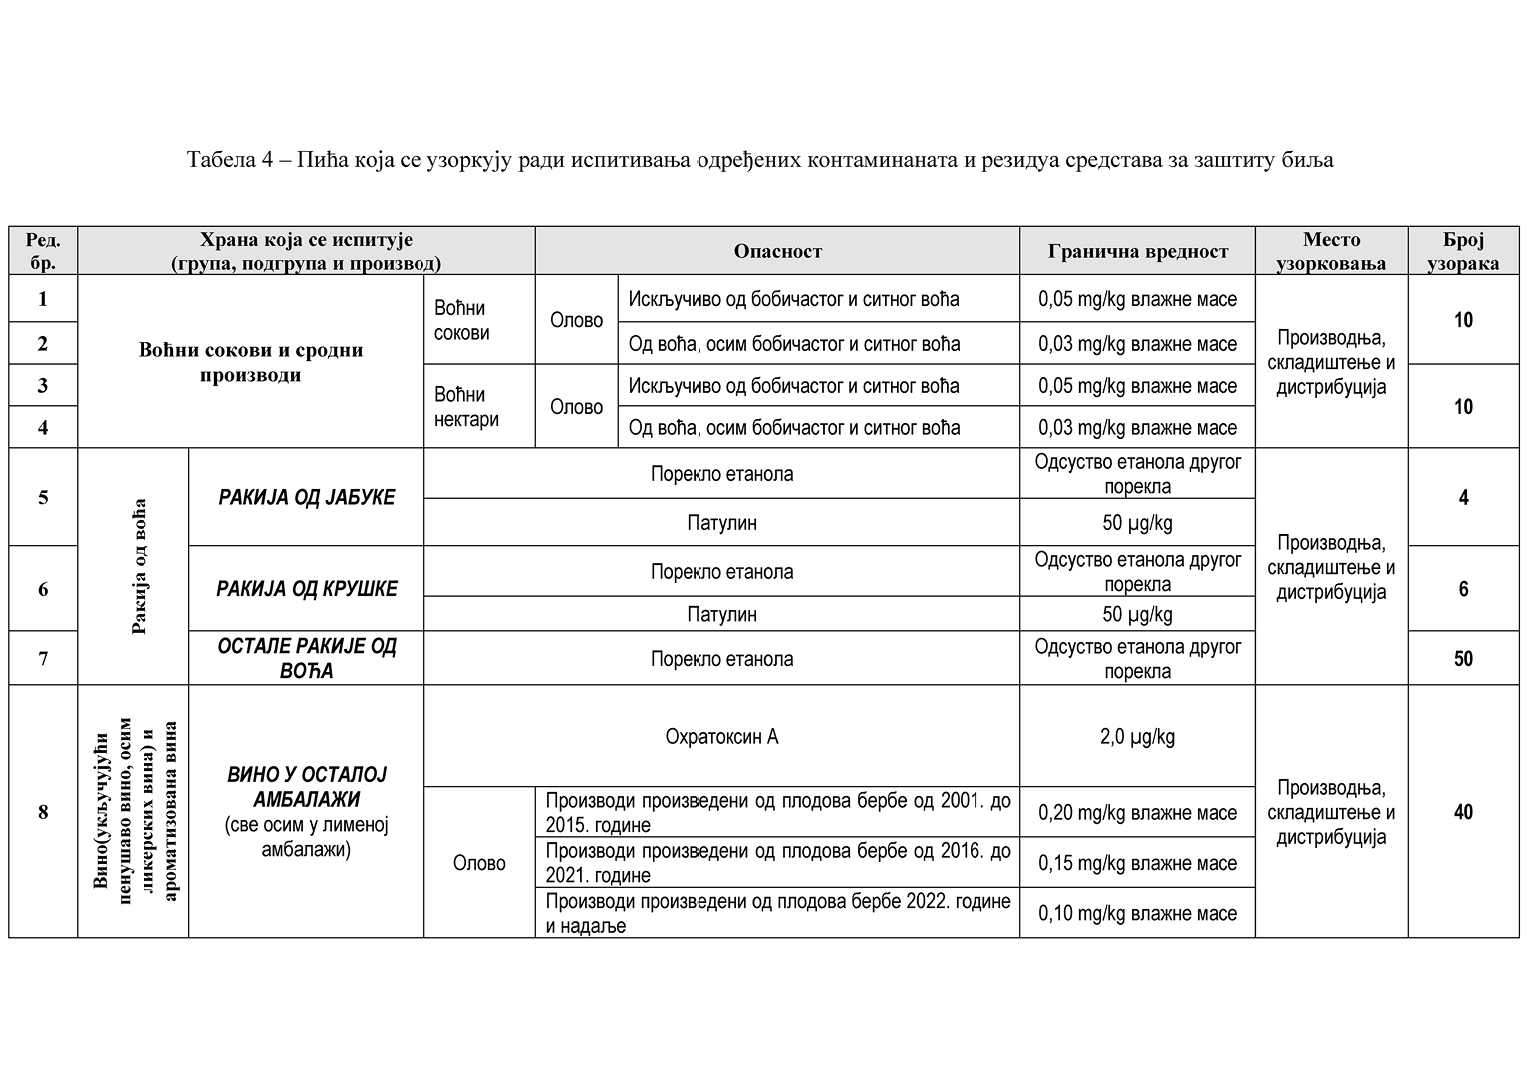 Табела 4 – Пића која се узоркују ради испитивања одређених контаминаната и резидуа средстава за заштиту биља
Ред.
бр.
Храна која се испитује
(група, подгрупа и производ)
Опасност
Гранична вредност
Место
узорковања
Број
узорака
1
Воћни сокови и сродни
производи
Воћни
сокови
Олово
Искључиво од бобичастог и ситног воћа
0,05 mg/kg влажне масе
Производња,
складиштење и
дистрибуција
10
2
Од воћа, осим бобичастог и ситног воћа
0,03 mg/kg влажне масе
3
Воћни
нектари
Олово
Искључиво од бобичастог и ситног воћа
0,05 mg/kg влажне масе
10
4
Од воћа, осим бобичастог и ситног воћа
0,03 mg/kg влажне масе
5
Ракија од воћа
РАКИЈА ОД ЈАБУКЕ
Порекло етанола
Одсуство етанола другог
порекла
Производња,
складиштење и
дистрибуција
4
Патулин
50 µg/kg
6
РАКИЈА ОД КРУШКЕ
Порекло етанола
Одсуство етанола другог
порекла
6
Патулин
50 µg/kg
7
ОСТАЛЕ РАКИЈЕ ОД
ВОЋА
Порекло етанола
Одсуство етанола другог
порекла
50
8
Вино(укључујући
пенушаво вино, осим
ликерских вина) и
ароматизована вина
ВИНО У ОСТАЛОЈ
АМБАЛАЖИ
(све осим у лименој
амбалажи)
Охратоксин А
2,0 µg/kg
Производња,
складиштење и
дистрибуција
40
Олово
Производи произведени од плодова бербе од 2001. до
2015. године
0,20 mg/kg влажне масе
Производи произведени од плодова бербе од 2016. до
2021. године
0,15 mg/kg влажне масе
Производи произведени од плодова бербе 2022. године
и надаље
0,10 mg/kg влажне масе